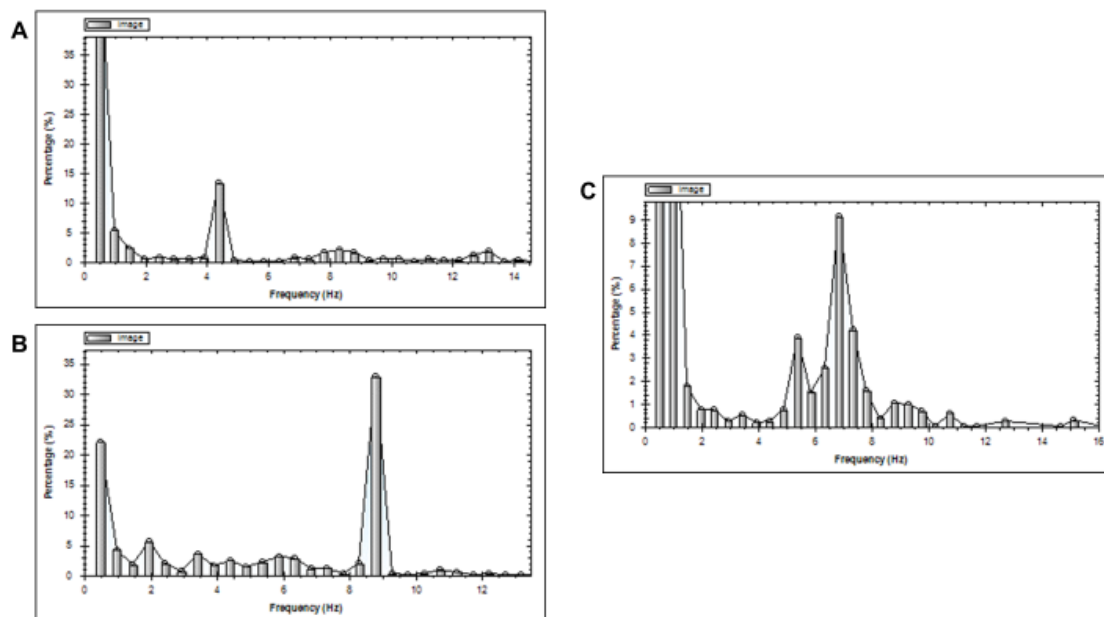 A
Image
Percentage (%)
35
30
25
20
15
10
5
0
0 2 4 6 8 10 12 14
Frequency (Hz)
B
Image
Percentage (%)
35
30
25
20
15
10
5
0
0 2 4 6 8 10 12
Frequency (Hz)
C
Image
Percentage (%)
9
8
7
6
5
4
3
2
1
0
0 2 4 6 8 10 12 14 16
Frequency (Hz)